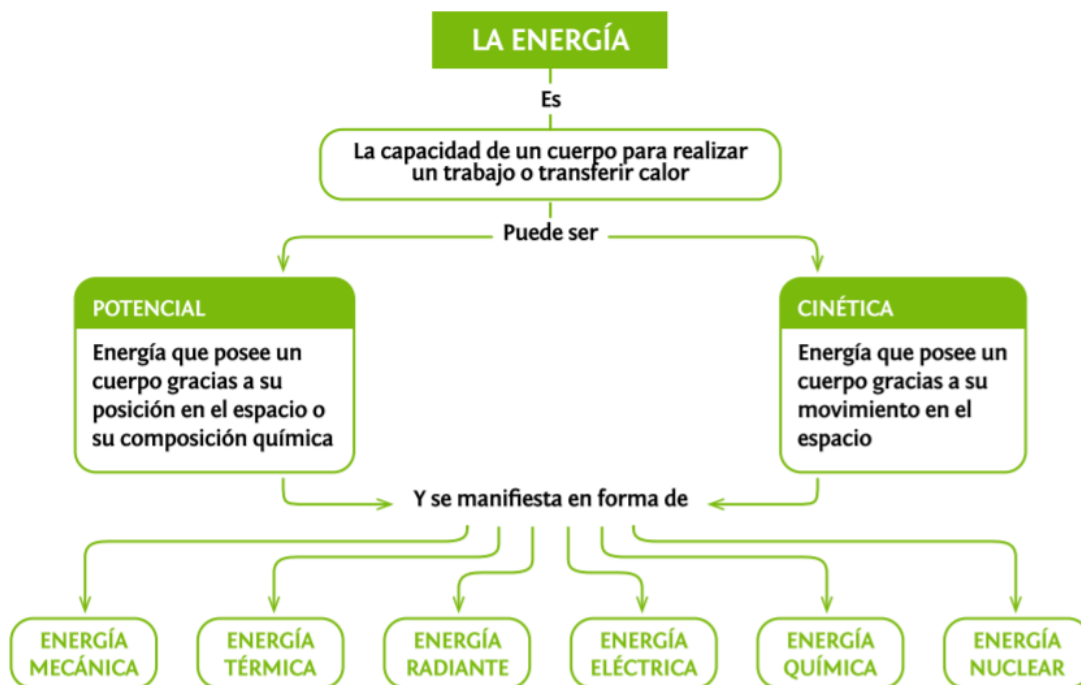 LA ENERGÍA
Es
La capacidad de un cuerpo para realizar
un trabajo o transferir calor
Puede ser
POTENCIAL
Energía que posee un
cuerpo gracias a su
posición en el espacio o
su composición química
CINÉTICA
Energía que posee un
cuerpo gracias a su
movimiento en el
espacio
Y se manifiesta en forma de
ENERGÍA
MECÁNICA
ENERGÍA
TÉRMICA
ENERGÍA
RADIANTE
ENERGÍA
ELÉCTRICA
ENERGÍA
QUÍMICA
ENERGÍA
NUCLEAR